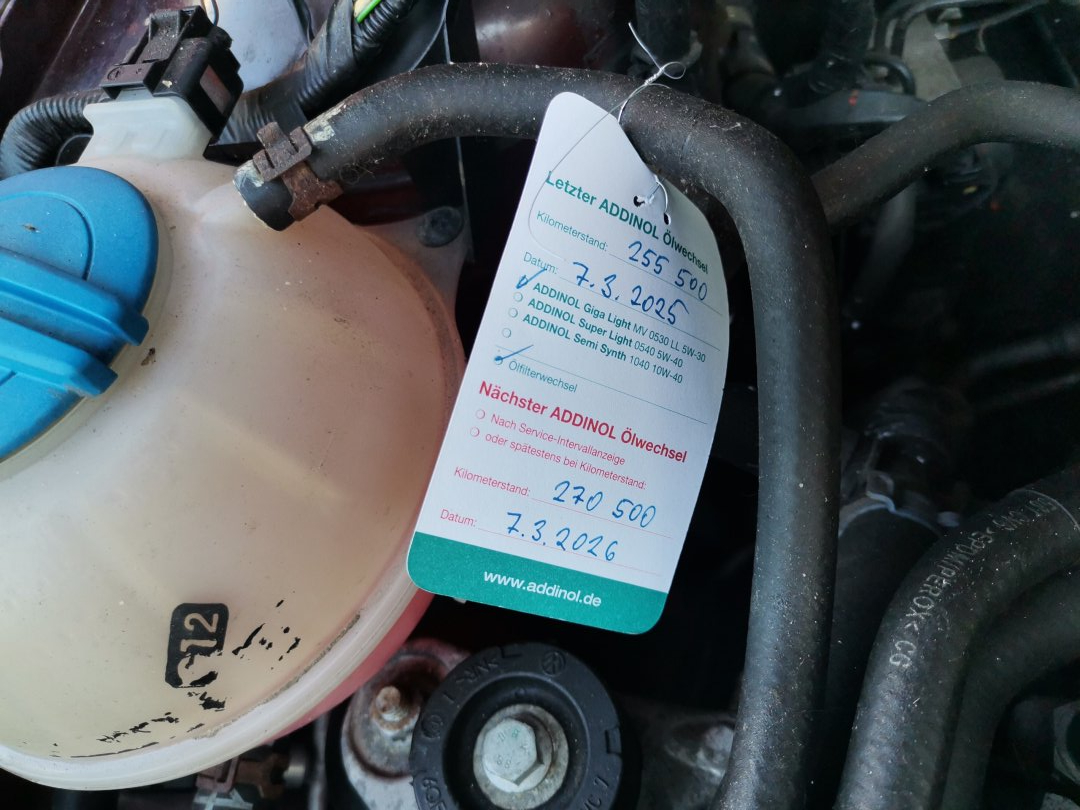 Letzter ADDINOL Ölwechsel
Kilometerstand: 255 500
Datum: 7.3.2025
ADDINOL Giga Light MV 0530 LL 5W-30
ADDINOL Super Light 0540 5W-40
ADDINOL Semi Synth 1040 10W-40
Ölfilterwechsel
Nächster ADDINOL Ölwechsel
Nach Service-Intervallanzeige
oder spätestens bei Kilometerstand:
Kilometerstand: 270 500
Datum: 7.3.2026
www.addinol.de
G12